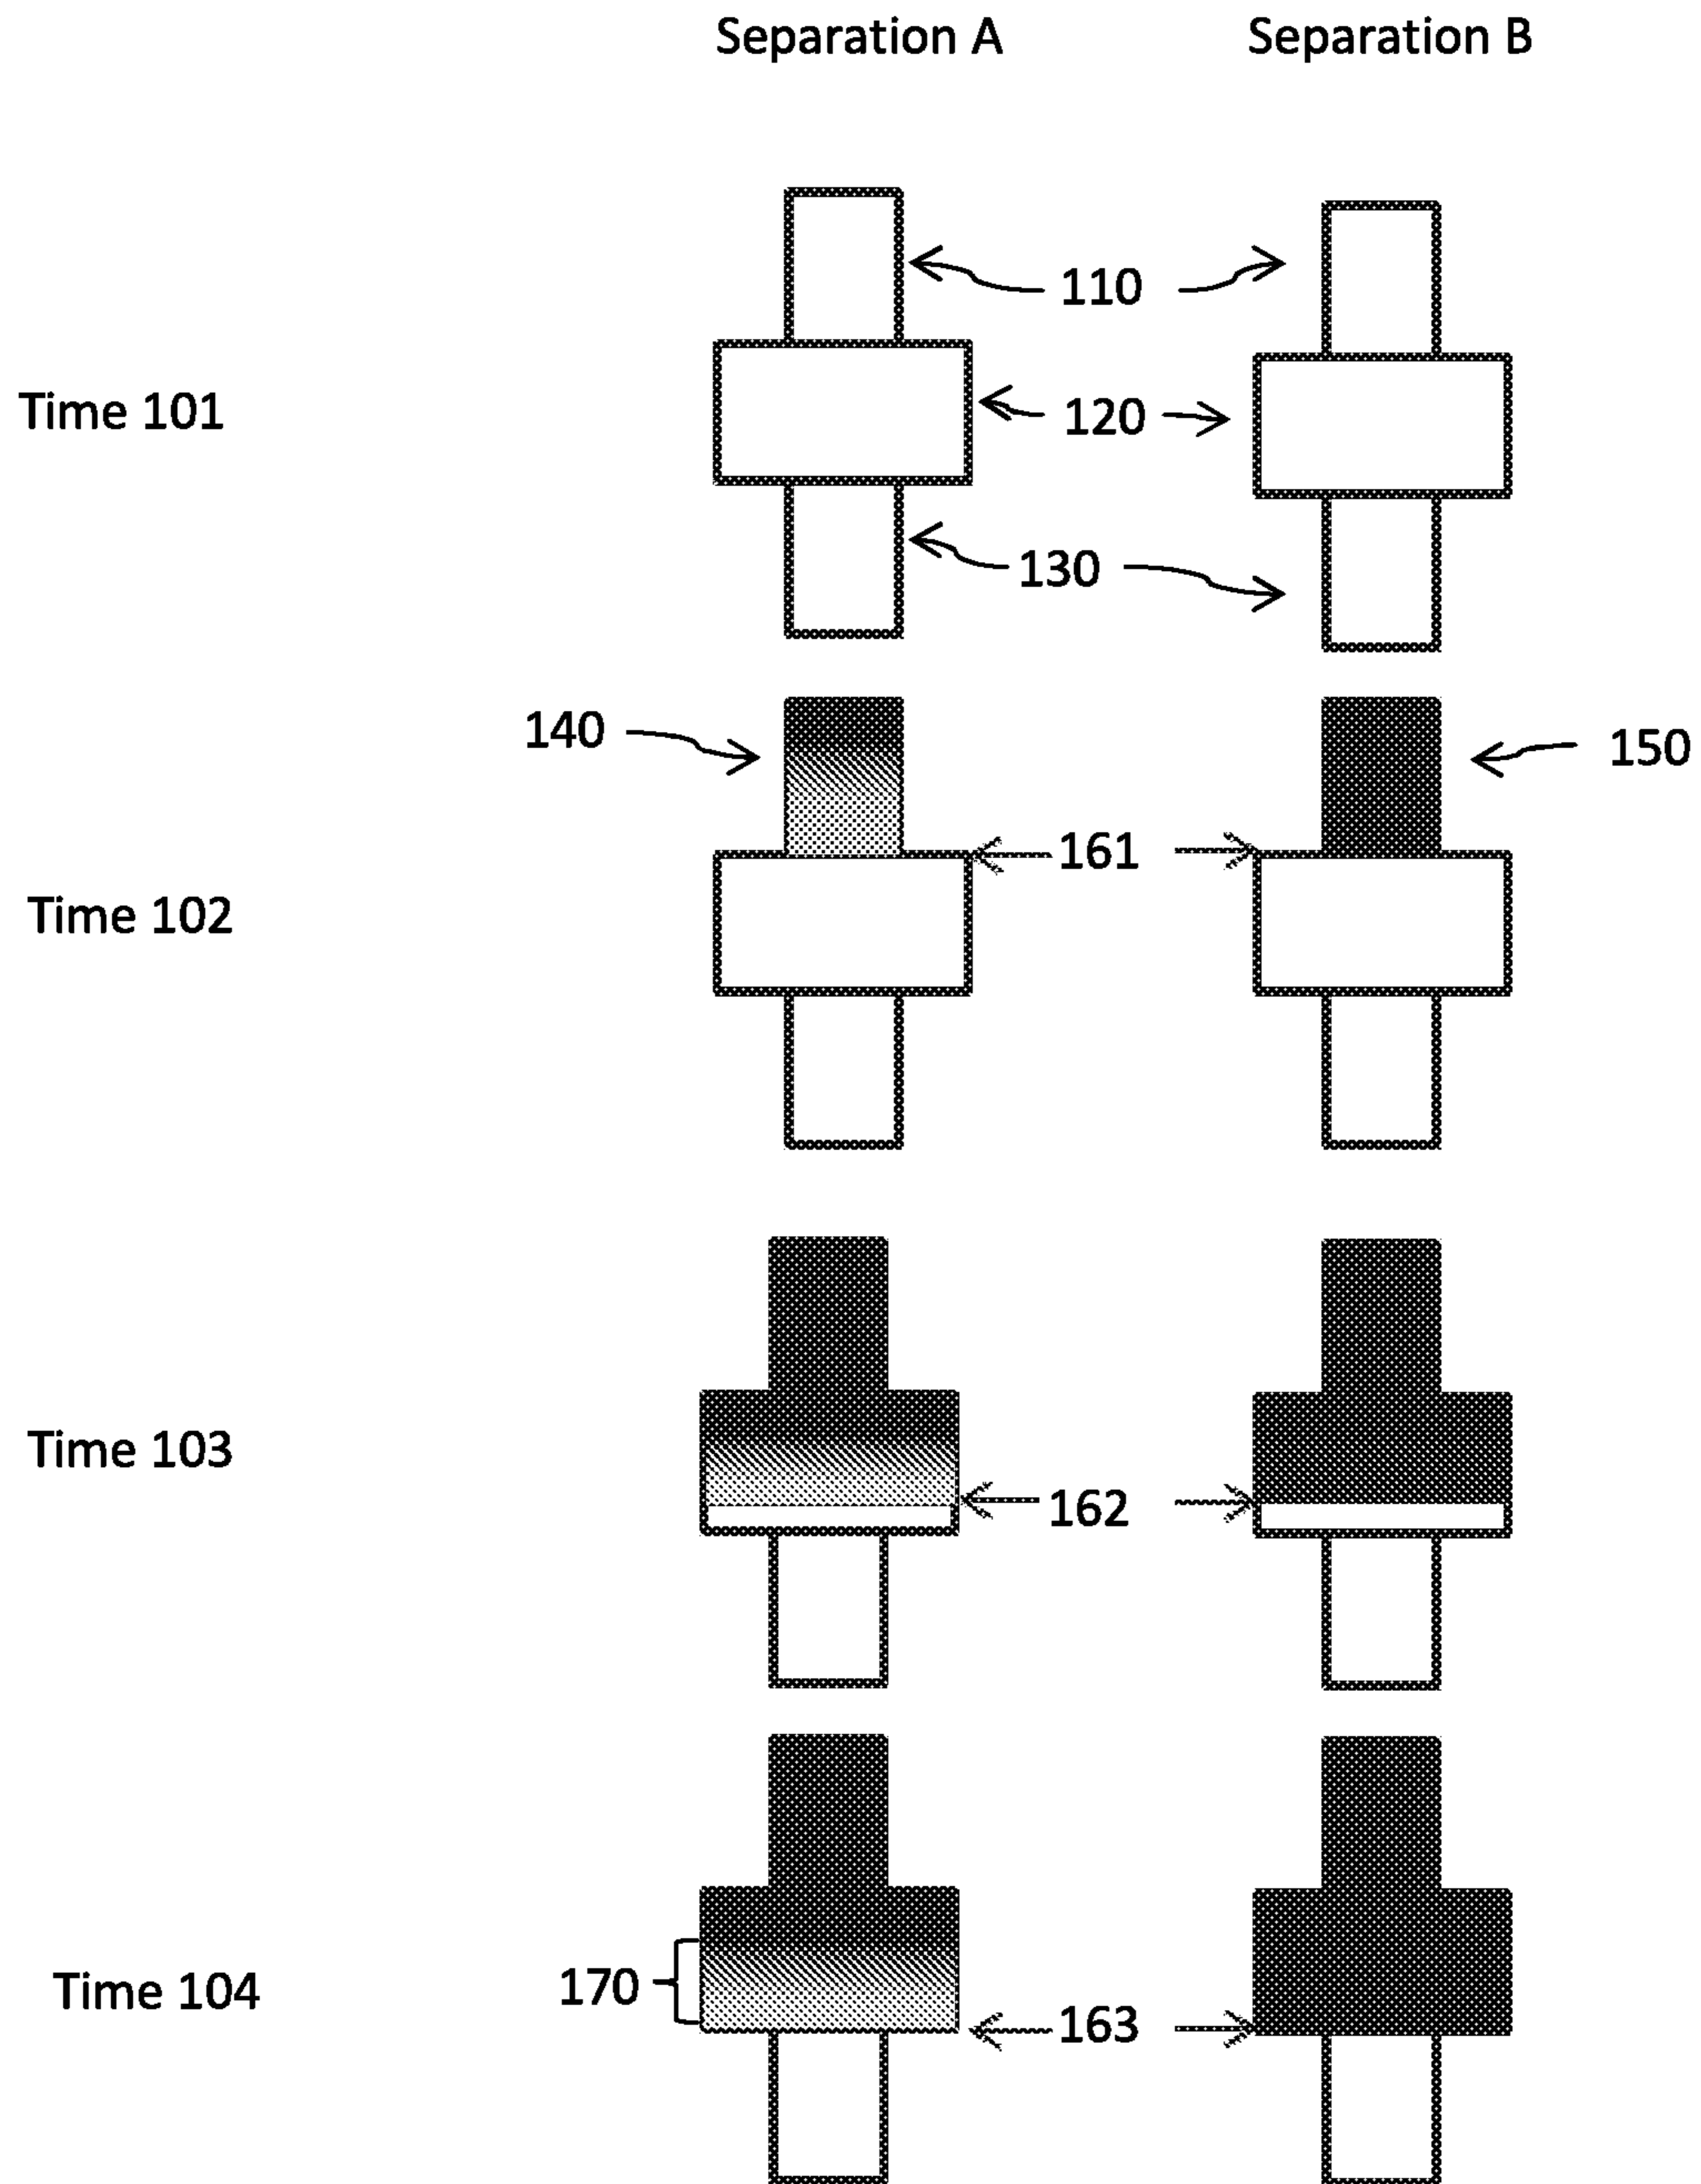 Separation A Separation B
110
Time 101 120
130
140 150
161
Time 102
Time 103
162
170
Time 104
163